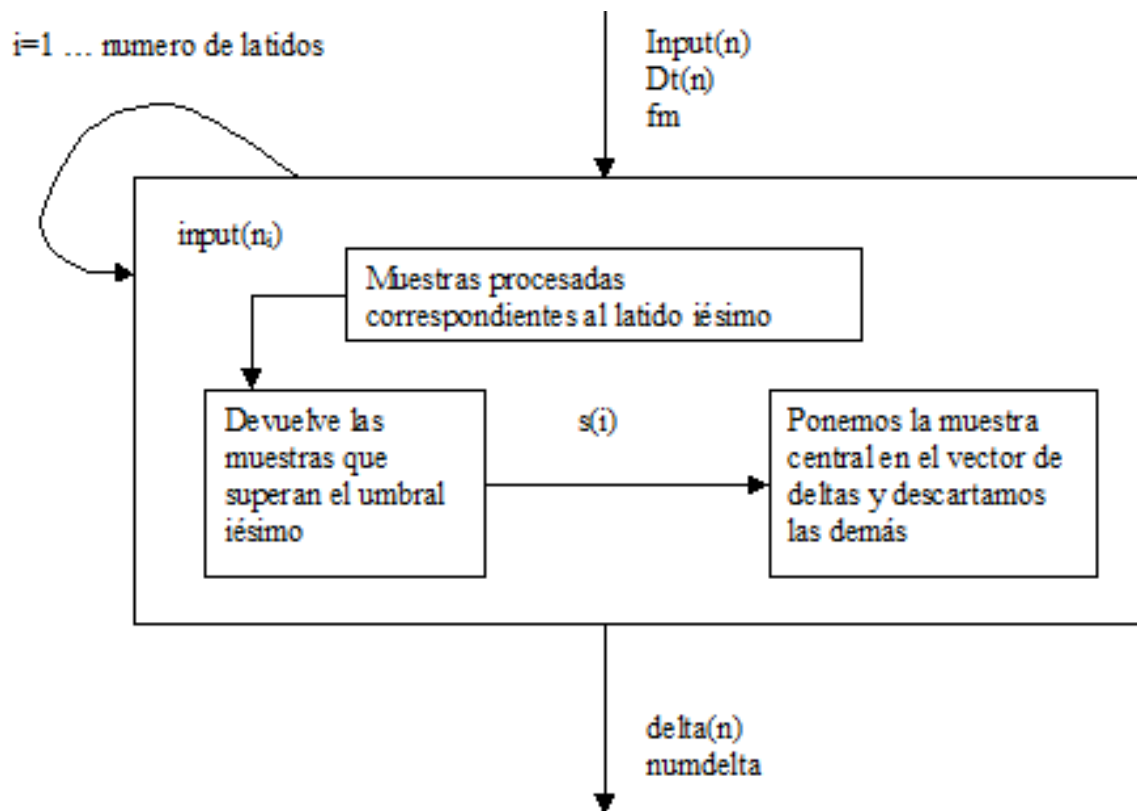 i=1 ... numero de latidos
Input(n)
Dt(n)
fm
input(nᵢ)
Muestras procesadas
correspondientes al latido iésimo
Devuelve las
muestras que
superan el umbral
iésimo
s(i)
Ponemos la muestra
central en el vector de
deltas y descartamos
las demás
delta(n)
numdelta